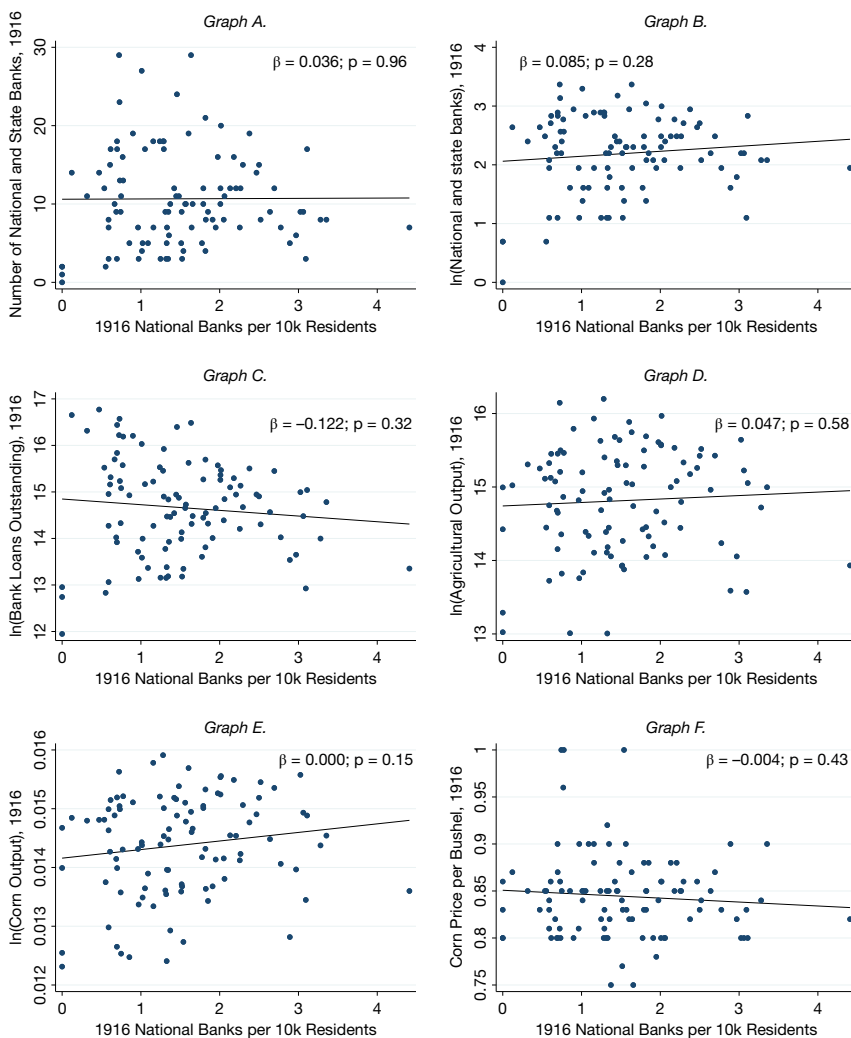 Graph A.
Number of National and State Banks, 1916
β = 0.036; p = 0.96
30
20
10
0
0 1 2 3 4
1916 National Banks per 10k Residents
Graph B.
ln(National and state banks), 1916
β = 0.085; p = 0.28
4
3
2
1
0
0 1 2 3 4
1916 National Banks per 10k Residents
Graph C.
ln(Bank Loans Outstanding), 1916
β = –0.122; p = 0.32
17
16
15
14
13
12
0 1 2 3 4
1916 National Banks per 10k Residents
Graph D.
ln(Agricultural Output), 1916
β = 0.047; p = 0.58
16
15
14
13
0 1 2 3 4
1916 National Banks per 10k Residents
Graph E.
ln(Corn Output), 1916
β = 0.000; p = 0.15
0.016
0.015
0.014
0.013
0.012
0 1 2 3 4
1916 National Banks per 10k Residents
Graph F.
Corn Price per Bushel, 1916
β = –0.004; p = 0.43
1
0.95
0.9
0.85
0.8
0.75
0 1 2 3 4
1916 National Banks per 10k Residents